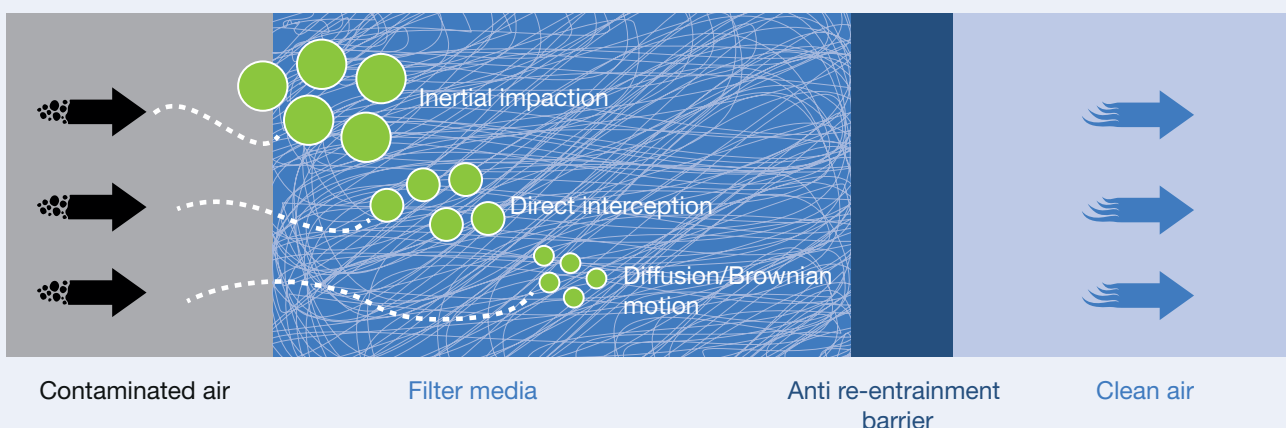 Inertial impaction
Direct interception
Diffusion/Brownian
motion
Contaminated air
Filter media
Anti re-entrainment
barrier
Clean air